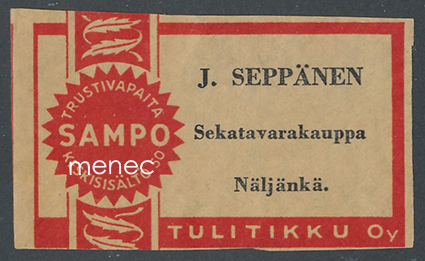 TRUSTIVAPAITA
SAMPO
menec
J. SEPPÄNEN
Sekatavarakauppa
Näljänkä.
TULITIKKU Oy